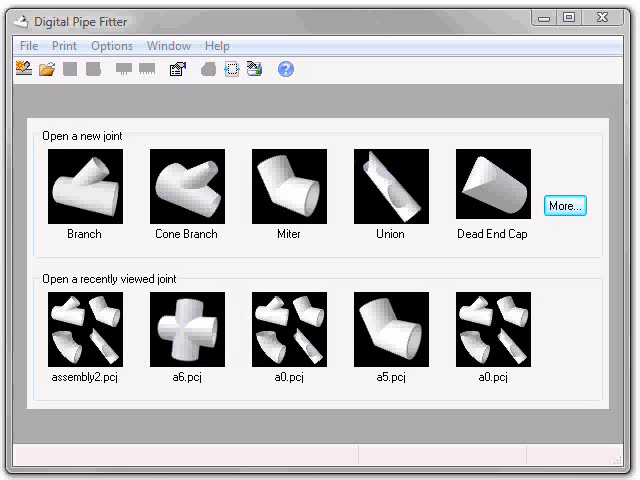 Digital Pipe Fitter
File Print Options Window Help
Open a new joint
Branch Cone Branch Miter Union Dead End Cap
More...
Open a recently viewed joint
assembly2.pcj a6.pcj a0.pcj a5.pcj a0.pcj